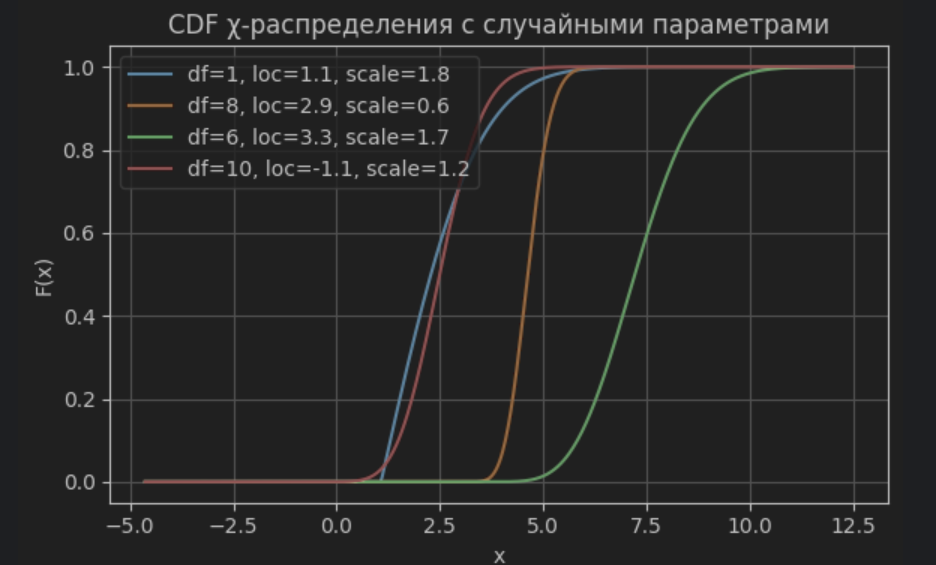 CDF χ-распределения с случайными параметрами
1.0
0.8
0.6
0.4
0.2
0.0
F(x)
df=1, loc=1.1, scale=1.8
df=8, loc=2.9, scale=0.6
df=6, loc=3.3, scale=1.7
df=10, loc=-1.1, scale=1.2
−5.0 −2.5 0.0 2.5 5.0 7.5 10.0 12.5
x